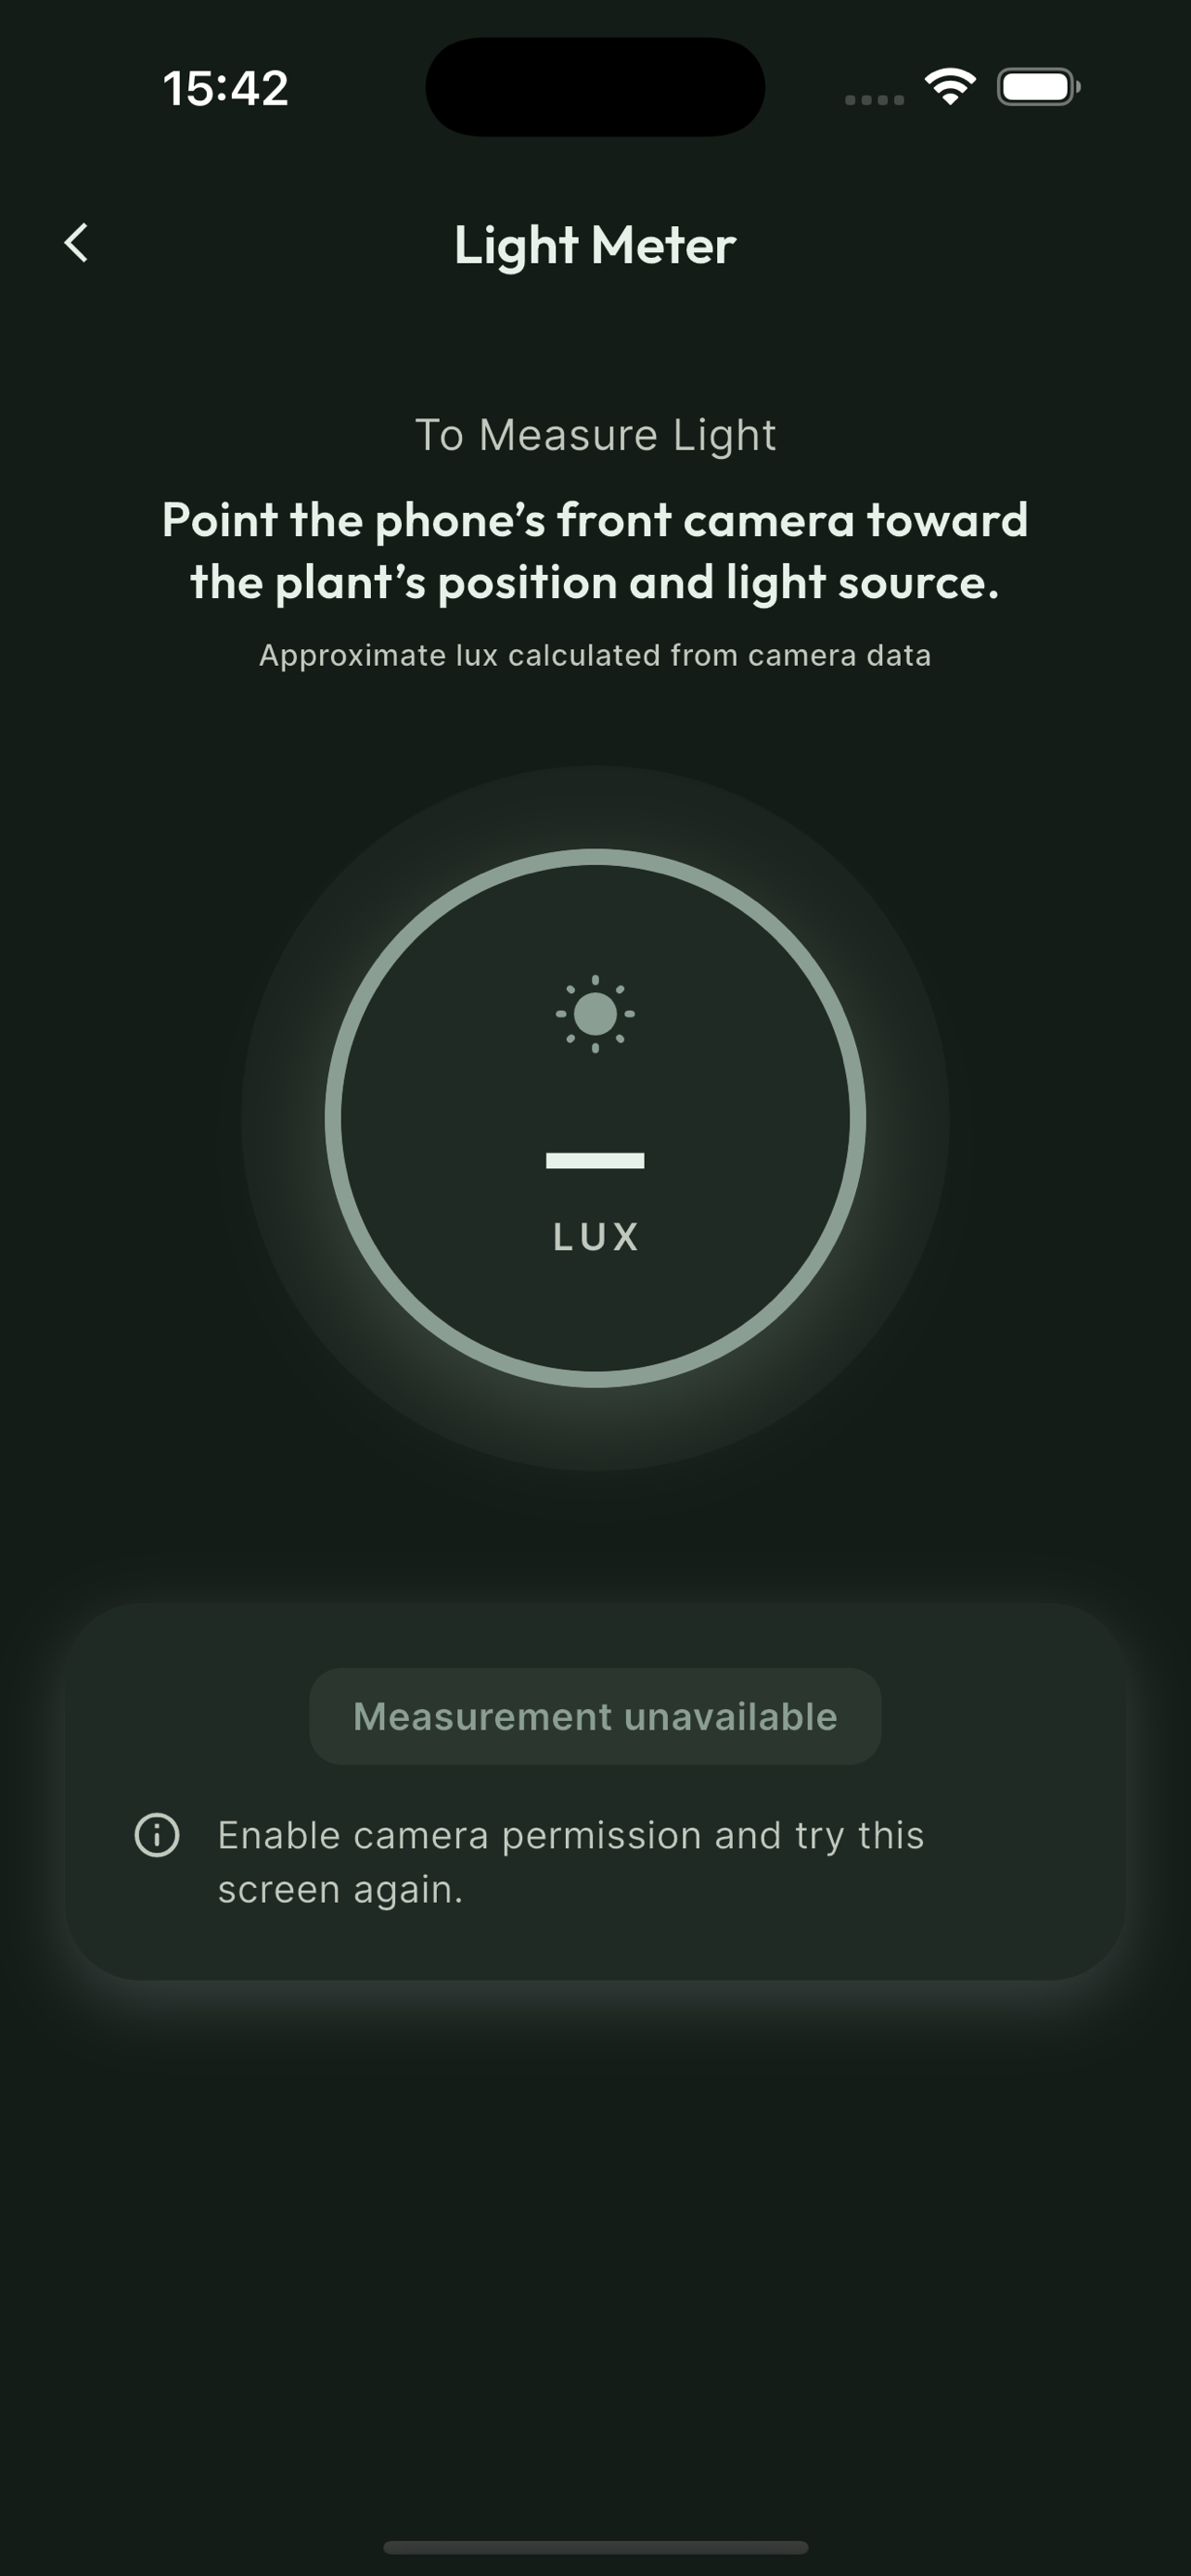 15:42
Light Meter
To Measure Light
Point the phone’s front camera toward
the plant’s position and light source.
Approximate lux calculated from camera data
—
LUX
Measurement unavailable
Enable camera permission and try this
screen again.